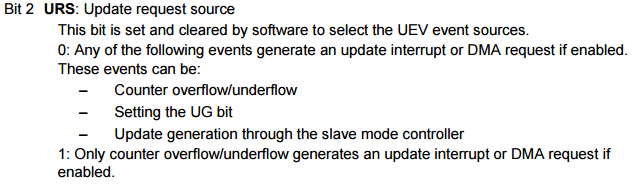 Bit 2 URS: Update request source
This bit is set and cleared by software to select the UEV event sources.
0: Any of the following events generate an update interrupt or DMA request if enabled.
These events can be:
– Counter overflow/underflow
– Setting the UG bit
– Update generation through the slave mode controller
1: Only counter overflow/underflow generates an update interrupt or DMA request if
enabled.